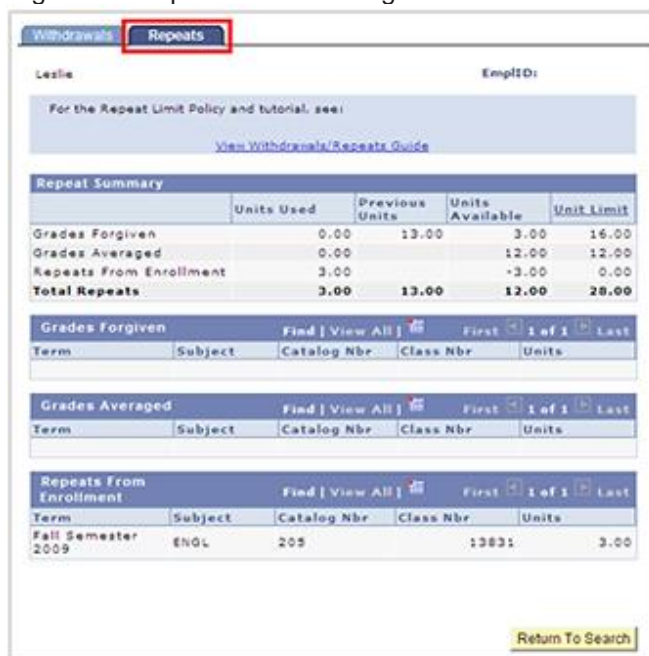 Withdrawals Repeats
Leslie EmplID:
For the Repeat Limit Policy and tutorial, see:
View Withdrawals/Repeats Guide
Repeat Summary
Units Used Previous Units Units Available Unit Limit
Grades Forgiven 0.00 13.00 3.00 16.00
Grades Averaged 0.00 12.00 12.00
Repeats From Enrollment 3.00 -3.00 0.00
Total Repeats 3.00 13.00 12.00 28.00
Grades Forgiven Find | View All | First 1 of 1 Last
Term Subject Catalog Nbr Class Nbr Units
Grades Averaged Find | View All | First 1 of 1 Last
Term Subject Catalog Nbr Class Nbr Units
Repeats From Enrollment Find | View All | First 1 of 1 Last
Term Subject Catalog Nbr Class Nbr Units
Fall Semester 2009 ENGL 205 13831 3.00
Return To Search